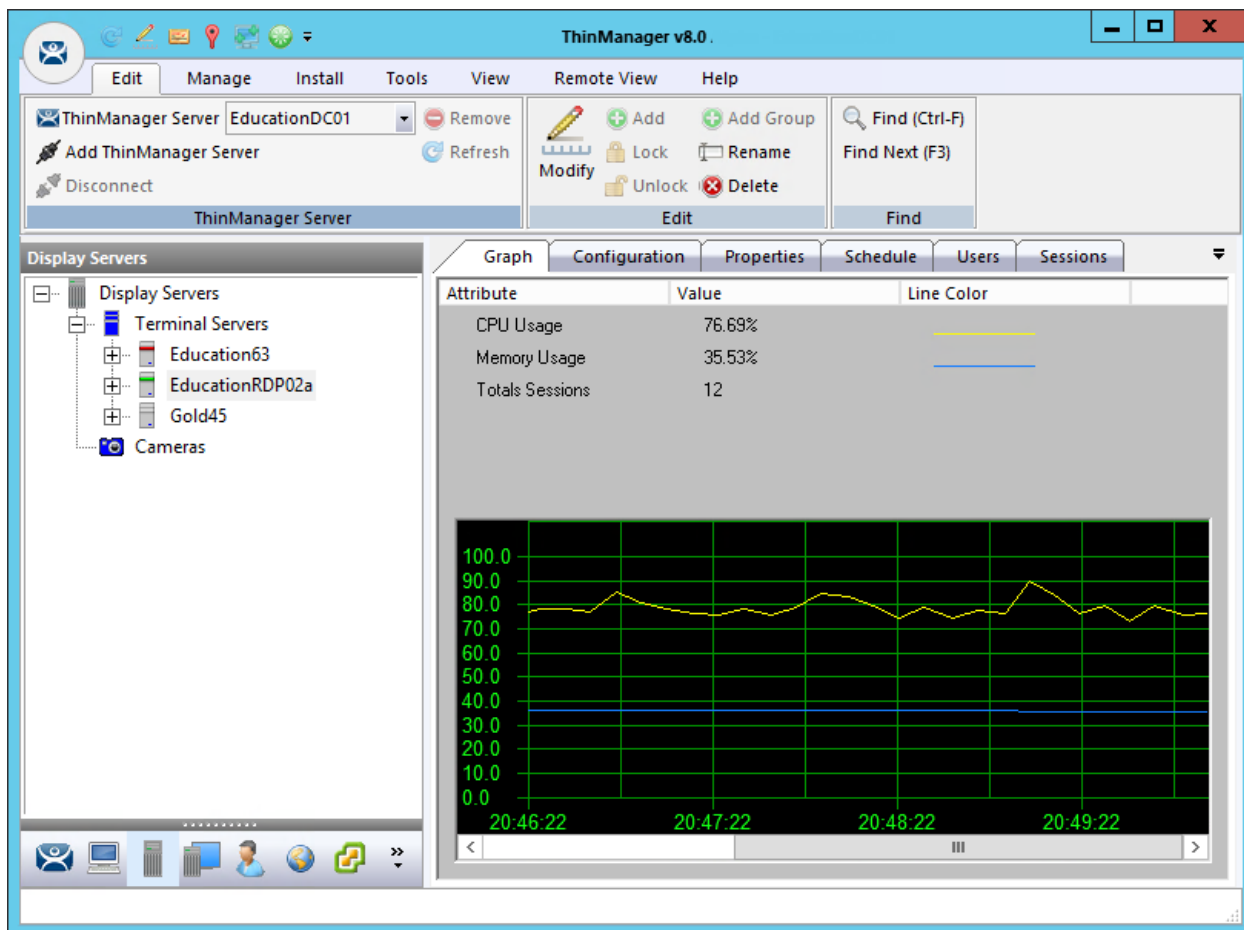 ThinManager v8.0 .
Edit Manage Install Tools View Remote View Help
ThinManager Server EducationDC01 Remove
Add ThinManager Server Refresh
Disconnect
ThinManager Server
Modify
Add Add Group
Lock Rename
Unlock Delete
Edit
Find (Ctrl-F)
Find Next (F3)
Find
Display Servers
Display Servers
Terminal Servers
Education63
EducationRDP02a
Gold45
Cameras
Graph Configuration Properties Schedule Users Sessions
Attribute Value Line Color
CPU Usage 76.69%
Memory Usage 35.53%
Totals Sessions 12
100.0
90.0
80.0
70.0
60.0
50.0
40.0
30.0
20.0
10.0
0.0
20:46:22 20:47:22 20:48:22 20:49:22